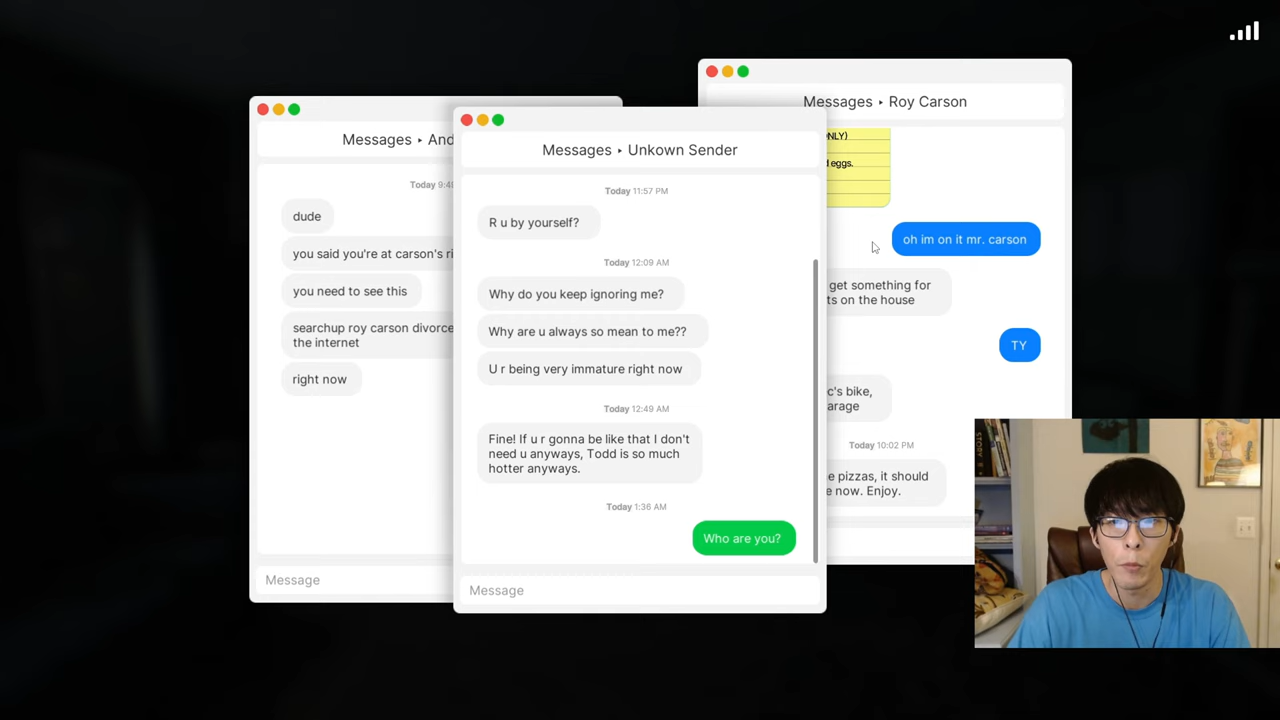 Messages ▸ And
Today 9:4
dude
you said you're at carson's ri
you need to see this
searchup roy carson divorce
the internet
right now
Message
Messages ▸ Unkown Sender
Today 11:57 PM
R u by yourself?
Today 12:09 AM
Why do you keep ignoring me?
Why are u always so mean to me??
U r being very immature right now
Today 12:49 AM
Fine! If u r gonna be like that I don't
need u anyways, Todd is so much
hotter anyways.
Today 1:36 AM
Who are you?
Message
Messages ▸ Roy Carson
NLY)
d eggs.
oh im on it mr. carson
get something for
ts on the house
TY
c's bike,
arage
Today 10:02 PM
e pizzas, it should
e now. Enjoy.
STORY